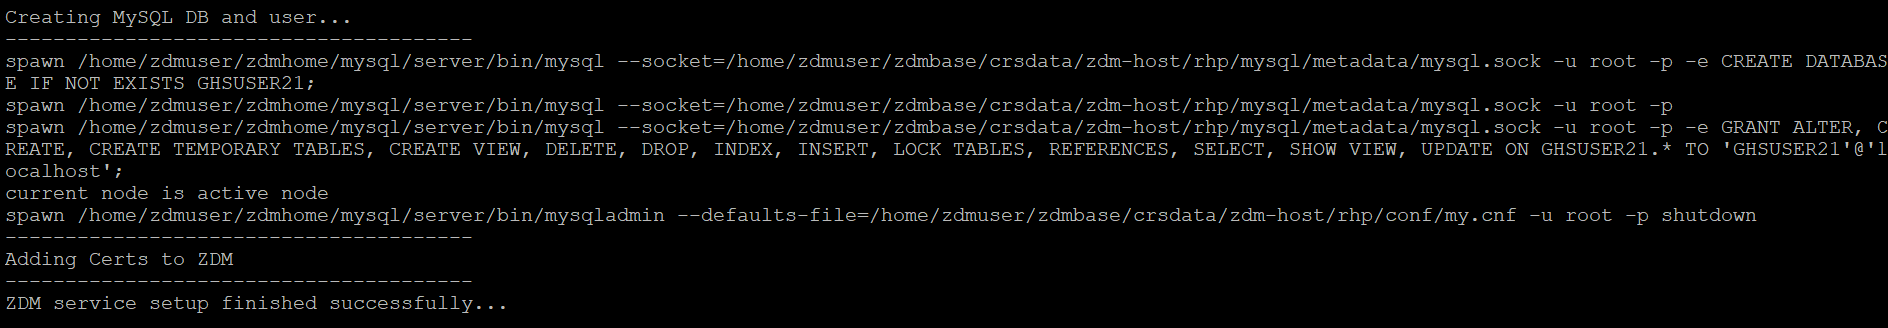 Creating MySQL DB and user...
---------------------------------------
spawn /home/zdmuser/zdmhome/mysql/server/bin/mysql --socket=/home/zdmuser/zdmbase/crsdata/zdm-host/rhp/mysql/metadata/mysql.sock -u root -p -e CREATE DATABAS
E IF NOT EXISTS GHSUSER21;
spawn /home/zdmuser/zdmhome/mysql/server/bin/mysql --socket=/home/zdmuser/zdmbase/crsdata/zdm-host/rhp/mysql/metadata/mysql.sock -u root -p
spawn /home/zdmuser/zdmhome/mysql/server/bin/mysql --socket=/home/zdmuser/zdmbase/crsdata/zdm-host/rhp/mysql/metadata/mysql.sock -u root -p -e GRANT ALTER, C
REATE, CREATE TEMPORARY TABLES, CREATE VIEW, DELETE, DROP, INDEX, INSERT, LOCK TABLES, REFERENCES, SELECT, SHOW VIEW, UPDATE ON GHSUSER21.* TO 'GHSUSER21'@'l
ocalhost';
current node is active node
spawn /home/zdmuser/zdmhome/mysql/server/bin/mysqladmin --defaults-file=/home/zdmuser/zdmbase/crsdata/zdm-host/rhp/conf/my.cnf -u root -p shutdown
---------------------------------------
Adding Certs to ZDM
---------------------------------------
ZDM service setup finished successfully...